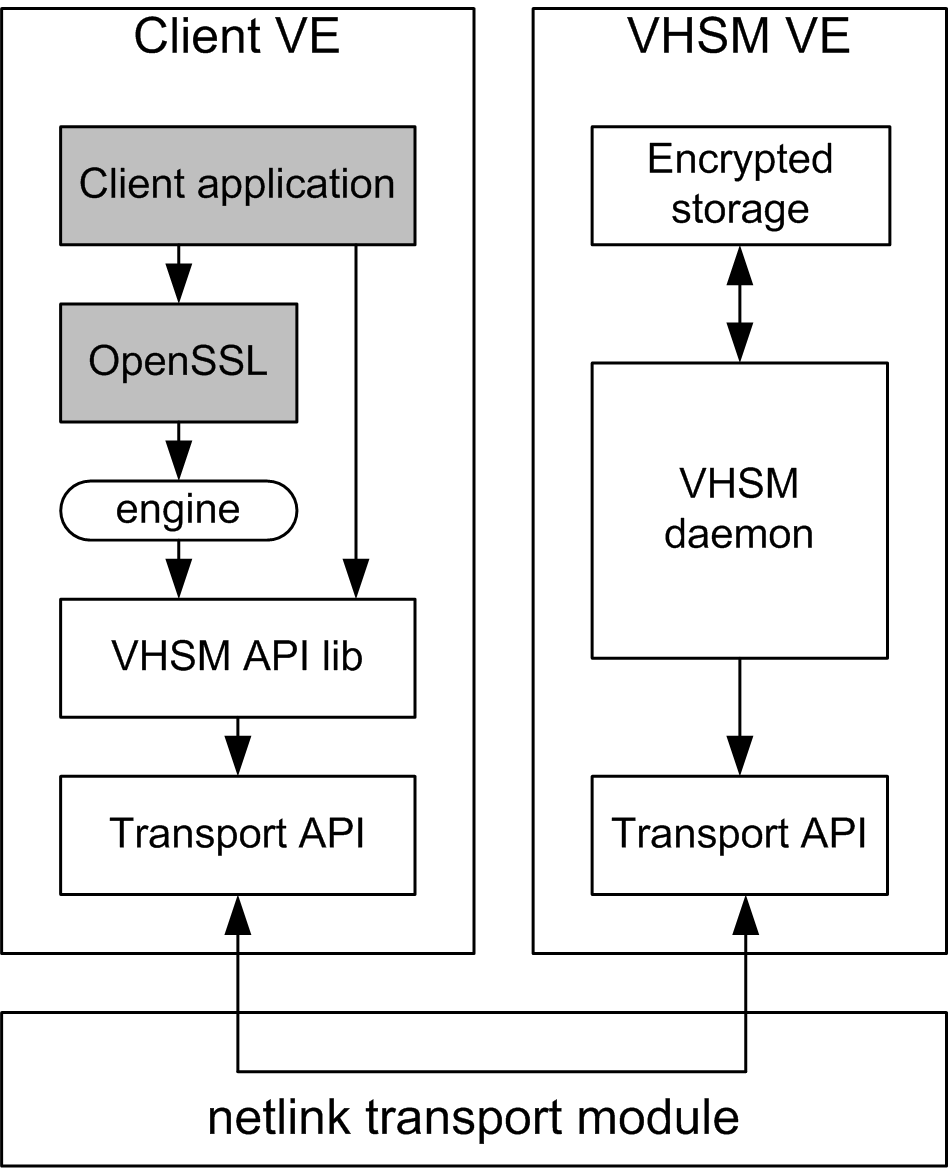 Client VE
Client application
OpenSSL
engine
VHSM API lib
Transport API
VHSM VE
Encrypted
storage
VHSM
daemon
Transport API
netlink transport module